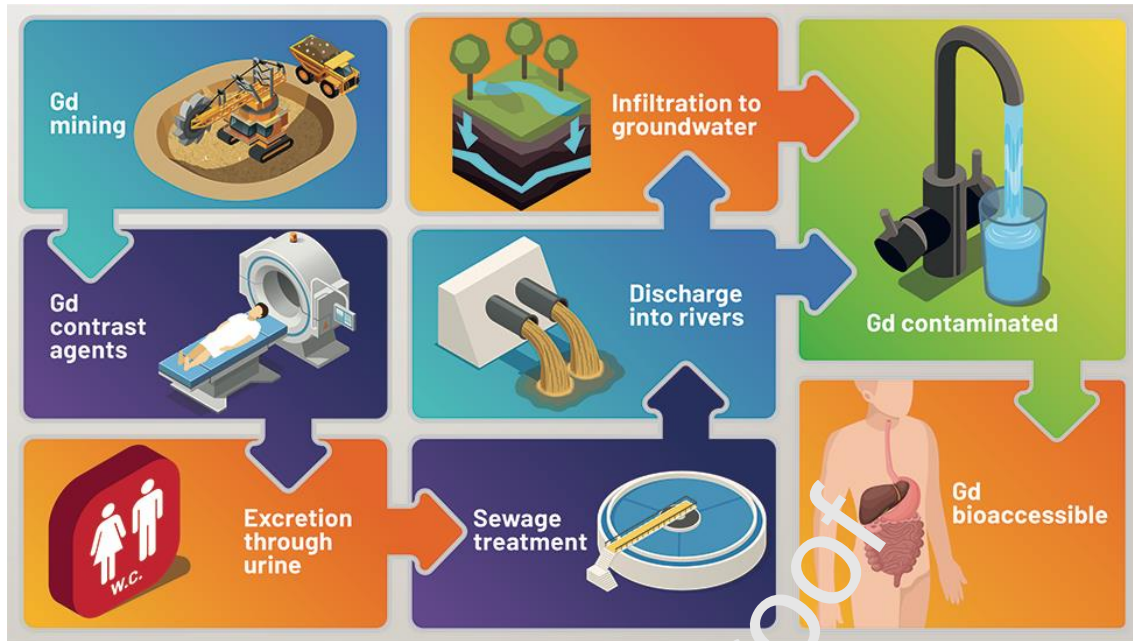 Gd
mining
Gd
contrast
agents
W.C.
Excretion
through
urine
Sewage
treatment
Discharge
into rivers
Infiltration to
groundwater
Gd contaminated
Gd
bioaccessible
oof